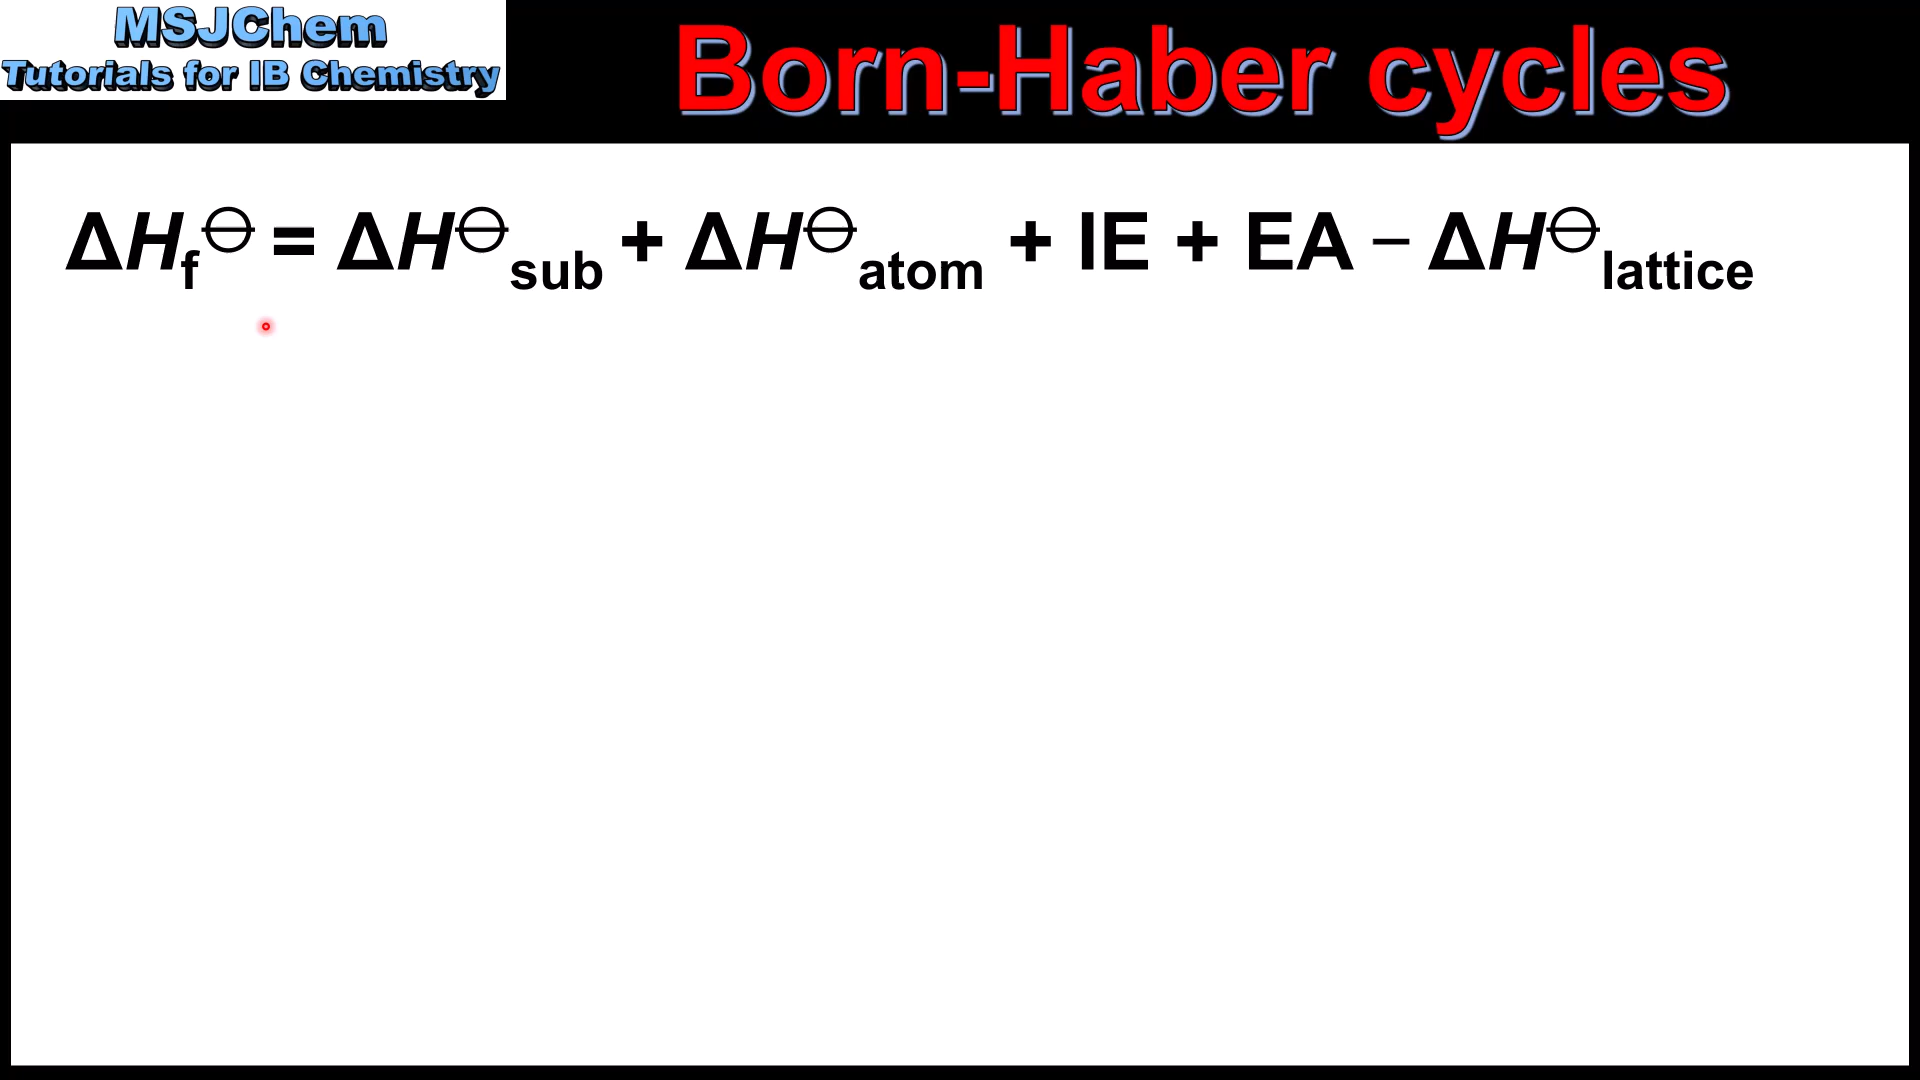 MSJChem
Tutorials for IB Chemistry
Born-Haber cycles
ΔHf⊖ = ΔH⊖sub + ΔH⊖atom + IE + EA – ΔH⊖lattice